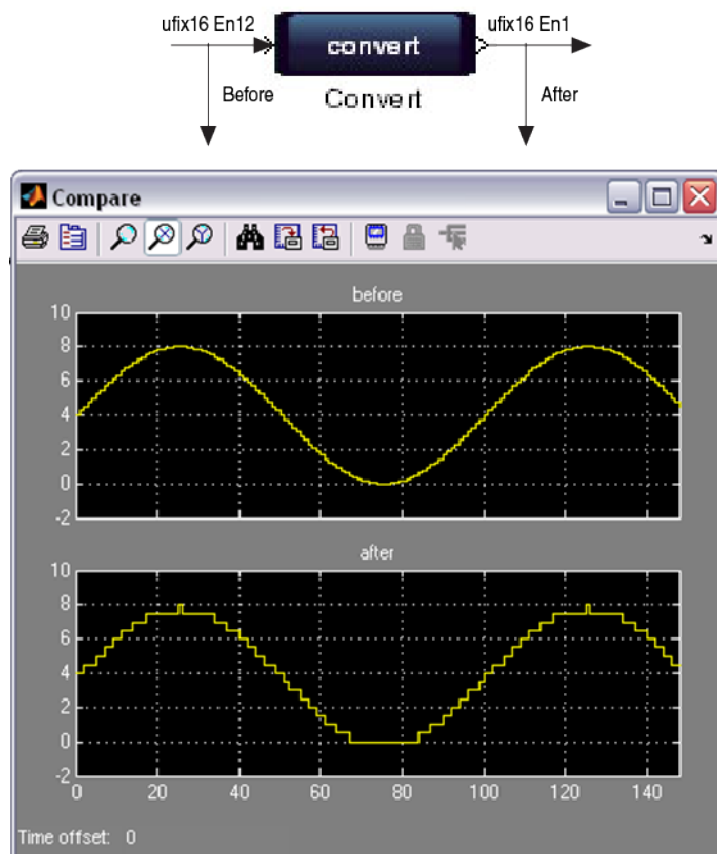 ufix16 En12
convert
ufix16 En1
Before
Convert
After
Compare
before
10
8
6
4
2
0
-2
after
10
8
6
4
2
0
-2
0 20 40 60 80 100 120 140
Time offset: 0